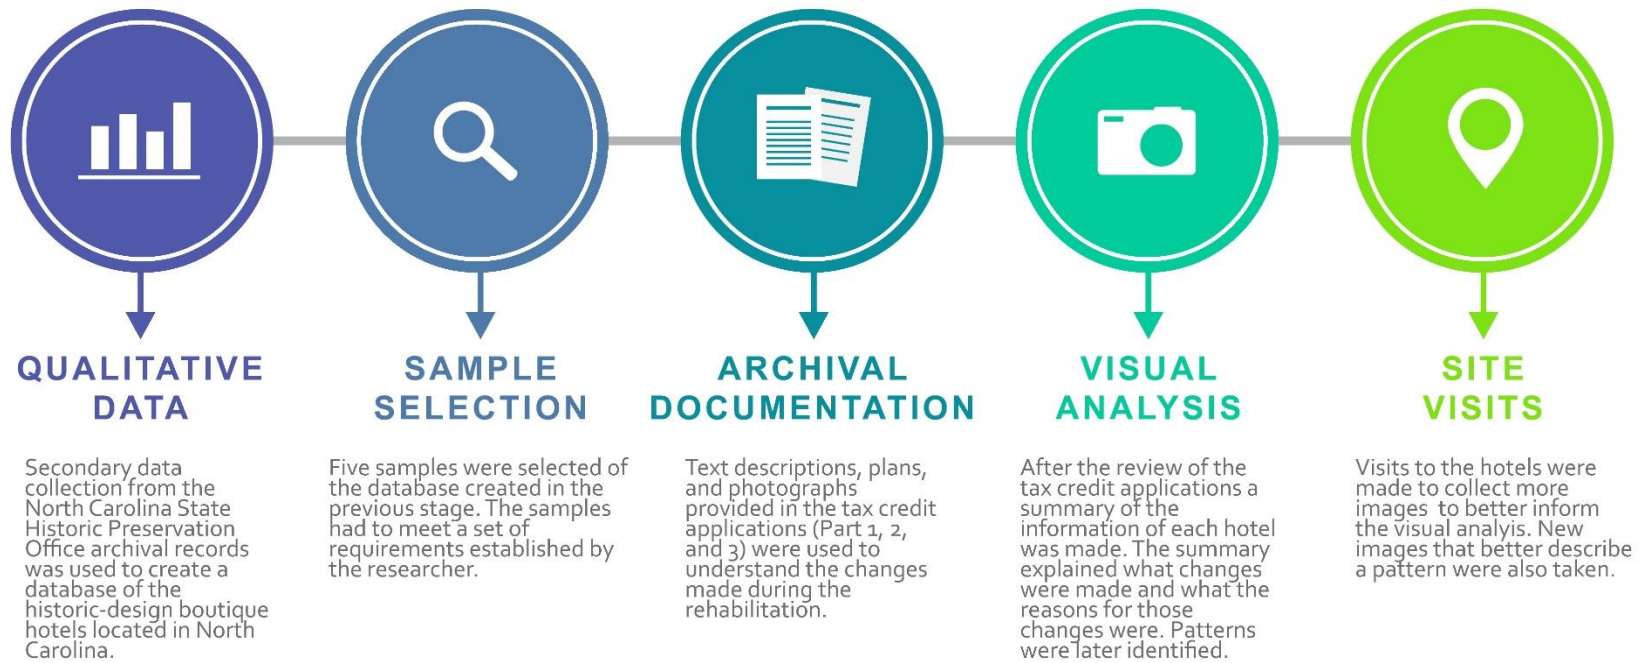 QUALITATIVE
DATA
Secondary data
collection from the
North Carolina State
Historic Preservation
Office archival records
was used to create a
database of the
historic-design boutique
hotels located in North
Carolina.
SAMPLE
SELECTION
Five samples were selected of
the database created in the
previous stage. The samples
had to meet a set of
requirements established by
the researcher.
ARCHIVAL
DOCUMENTATION
Text descriptions, plans,
and photographs
provided in the tax credit
applications (Part 1, 2,
and 3) were used to
understand the changes
made during the
rehabilitation.
VISUAL
ANALYSIS
After the review of the
tax credit applications a
summary of the
information of each hotel
was made. The summary
explained what changes
were made and what the
reasons for those
changes were. Patterns
were later identified.
SITE
VISITS
Visits to the hotels were
made to collect more
images to better inform
the visual analyis. New
images that better describe
a pattern were also taken.